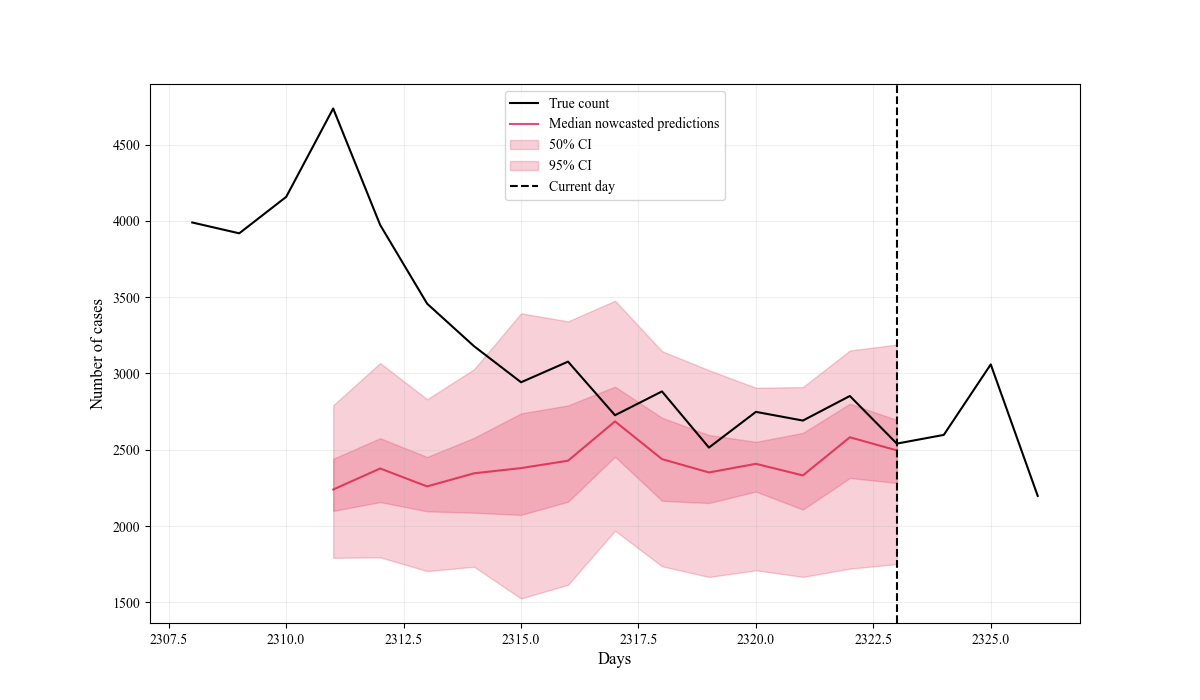 True count
Median nowcasted predictions
50% CI
95% CI
Current day
4500
4000
3500
3000
2500
2000
1500
Number of cases
2307.5 2310.0 2312.5 2315.0 2317.5 2320.0 2322.5 2325.0
Days